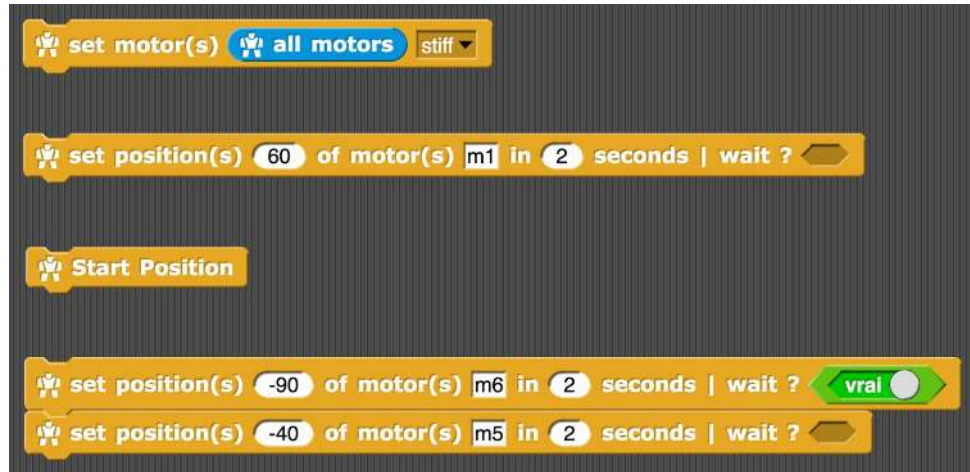 set motor(s) all motors stiff
set position(s) 60 of motor(s) m1 in 2 seconds | wait ?
Start Position
set position(s) -90 of motor(s) m6 in 2 seconds | wait ? vrai
set position(s) -40 of motor(s) m5 in 2 seconds | wait ?